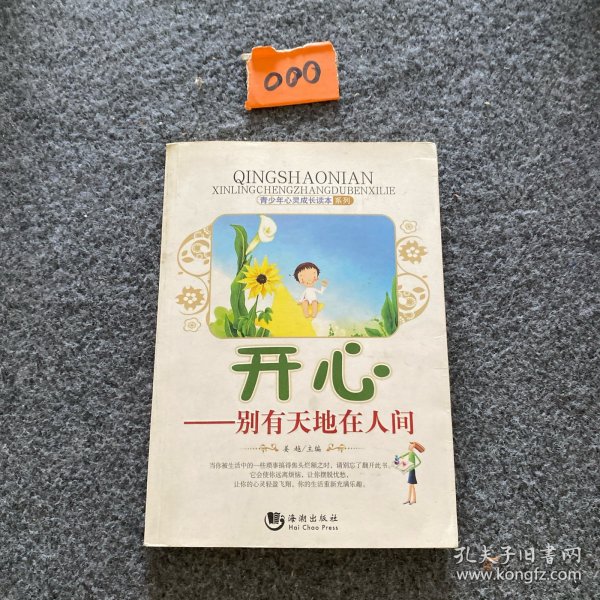 000
QINGSHAONIAN
XINLINGCHENGZHANGDUBENXILIE
青少年心灵成长读本系列
开心
——别有天地在人间
姜越/主编
当你被生活中的一些琐事搞得焦头烂额之时,请别忘了翻开此书。
它会使你远离烦恼,让你摆脱忧愁,
让你的心灵轻盈飞翔,你的生活重新充满乐趣。
海潮出版社
Hai Chao Press
孔夫子旧书网
www.kongfz.com